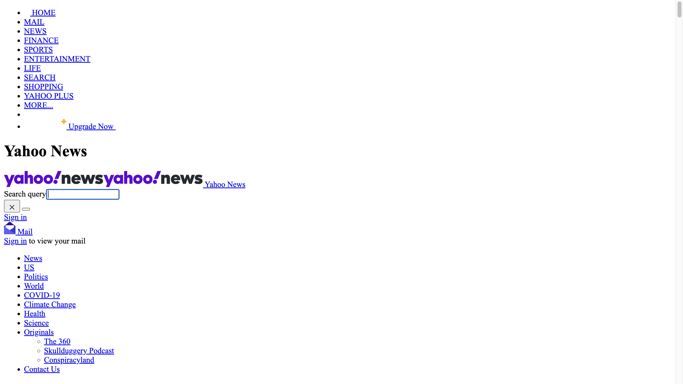 HOME
MAIL
NEWS
FINANCE
SPORTS
ENTERTAINMENT
LIFE
SEARCH
SHOPPING
YAHOO PLUS
MORE...
Upgrade Now
Yahoo News
yahoo!news yahoo!news Yahoo News
Search query
Sign in
Mail
Sign in to view your mail
News
US
Politics
World
COVID-19
Climate Change
Health
Science
Originals
The 360
Skullduggery Podcast
Conspiracyland
Contact Us